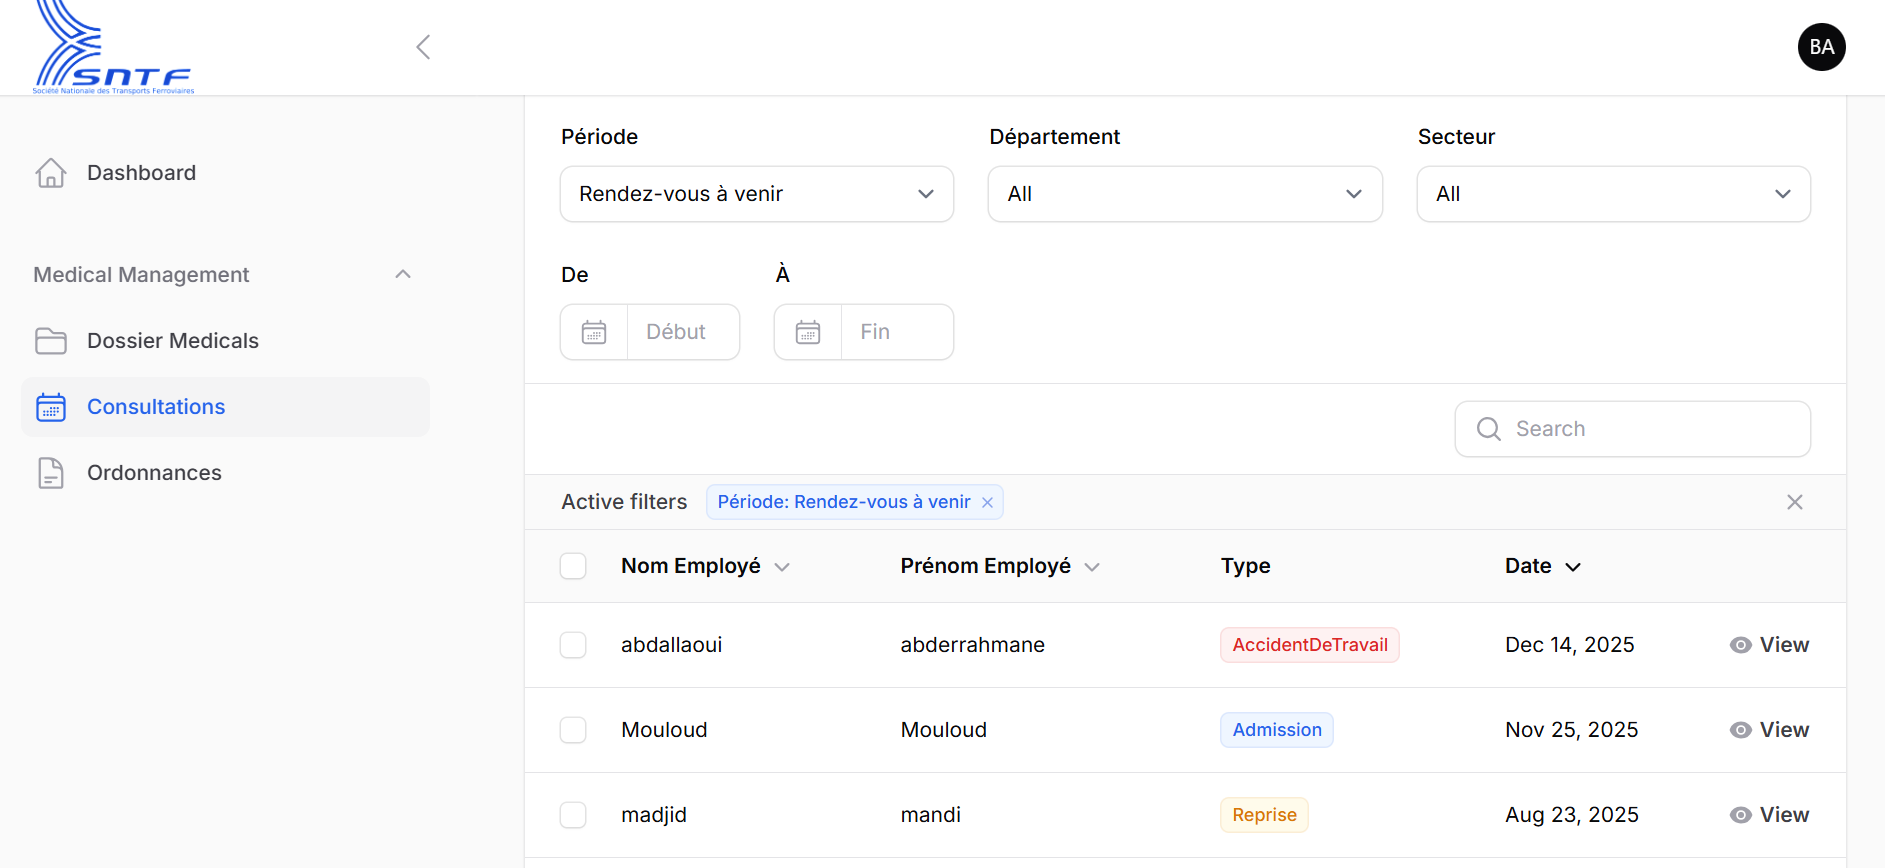 SNTF
Société Nationale des Transports Ferroviaires
BA
Dashboard
Medical Management
Dossier Medicals
Consultations
Ordonnances
Période Département Secteur
Rendez-vous à venir All All
De À
Début Fin
Search
Active filters Période: Rendez-vous à venir
Nom Employé Prénom Employé Type Date
abdallaoui abderrahmane AccidentDeTravail Dec 14, 2025 View
Mouloud Mouloud Admission Nov 25, 2025 View
madjid mandi Reprise Aug 23, 2025 View